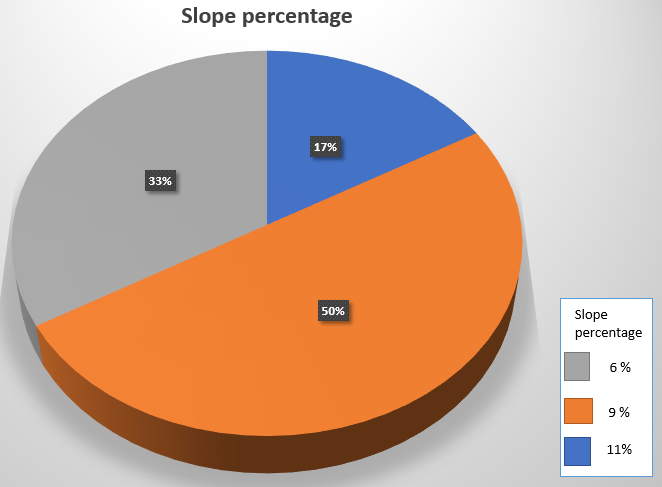 Slope percentage
17%
33%
50%
Slope
percentage
6 %
9 %
11%